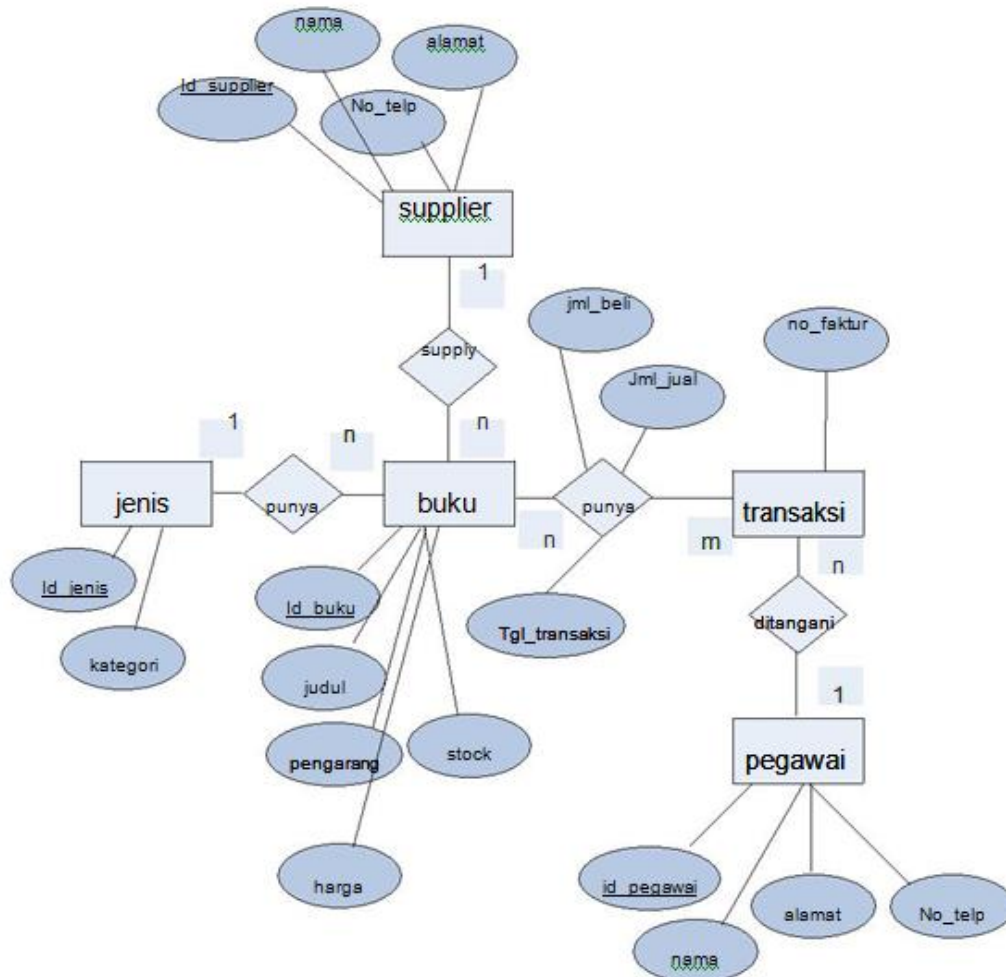 nama
alamat
Id_supplier
No_telp
supplier
1
jml_beli
no_faktur
supply
Jml_jual
1
n
n
jenis
punya
buku
punya
transaksi
n
m
n
Id_jenis
Id_buku
Tgl_transaksi
ditangani
kategori
judul
1
pengarang
stock
pegawai
harga
id_pegawai
alamat
No_telp
nama